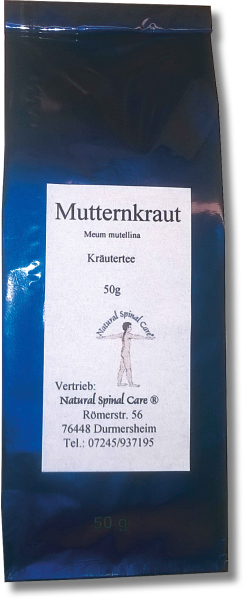 Mutternkraut
Meum mutellina
Kräutertee
50g
Natural Spinal Care®
Vertrieb:
Natural Spinal Care ®
Römerstr. 56
76448 Durmersheim
Tel.: 07245/937195
50 g